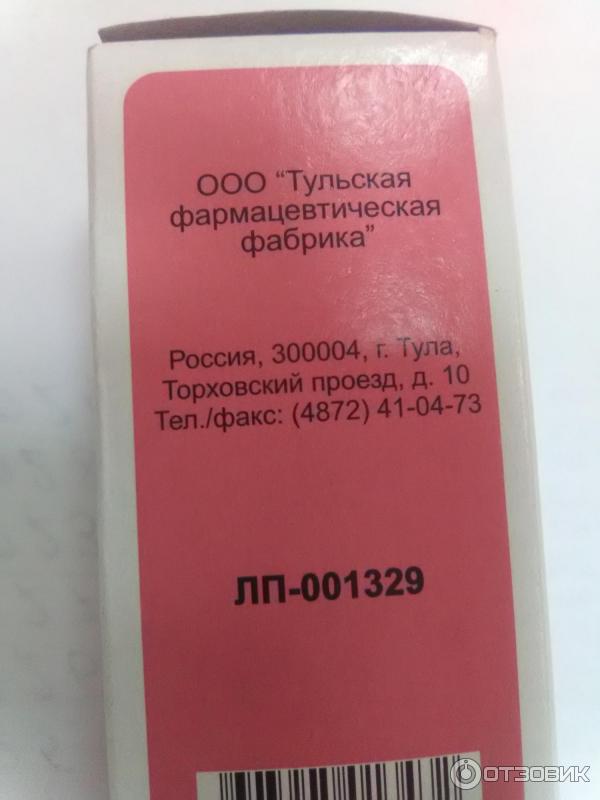 ООО “Тульская
фармацевтическая
фабрика”
Россия, 300004, г. Тула,
Торховский проезд, д. 10
Тел./факс: (4872) 41-04-73
ЛП-001329
ОТЗОВИК